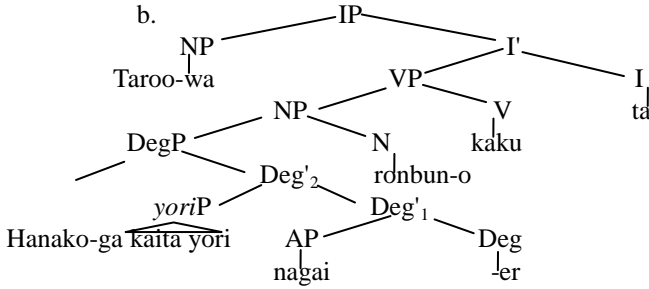 b. IP
NP I'
Taroo-wa VP I
NP V ta
DegP N kaku
Deg'₂ ronbun-o
yoriP Deg'₁
Hanako-ga kaita yori AP Deg
nagai -er